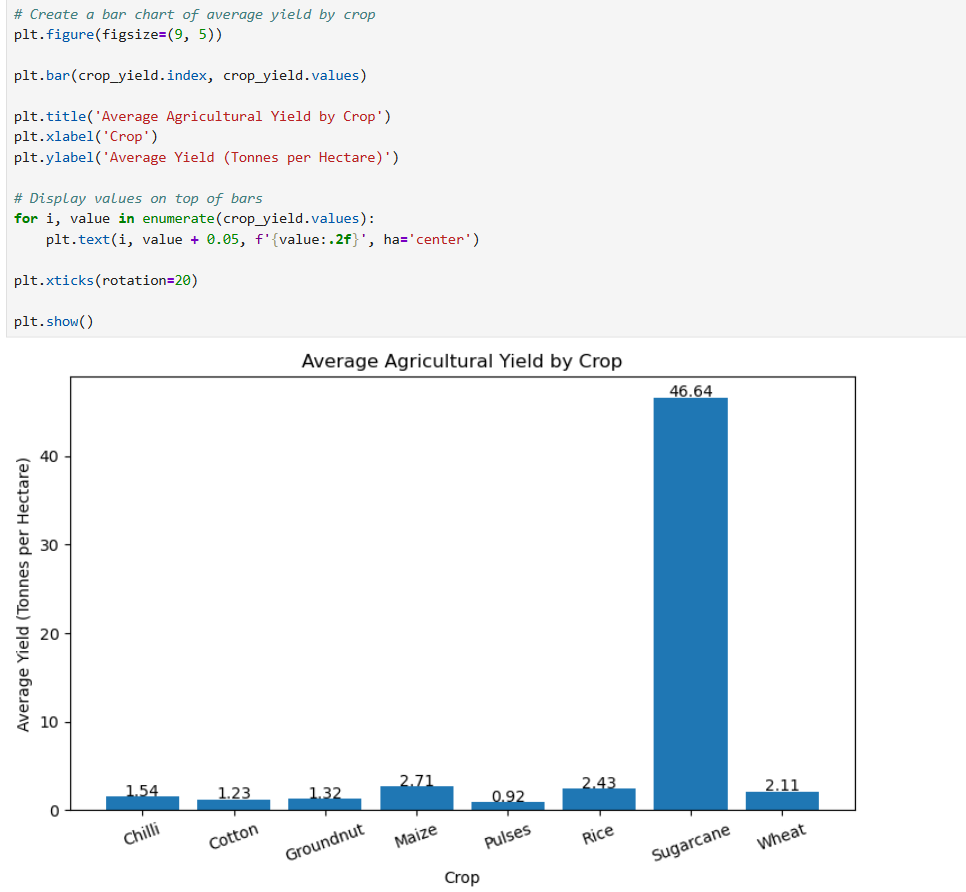 # Create a bar chart of average yield by crop
plt.figure(figsize=(9, 5))
plt.bar(crop_yield.index, crop_yield.values)
plt.title('Average Agricultural Yield by Crop')
plt.xlabel('Crop')
plt.ylabel('Average Yield (Tonnes per Hectare)')
# Display values on top of bars
for i, value in enumerate(crop_yield.values):
    plt.text(i, value + 0.05, f'{value:.2f}', ha='center')
plt.xticks(rotation=20)
plt.show()
Average Agricultural Yield by Crop
Average Yield (Tonnes per Hectare)
40
30
20
10
0
1.54
1.23
1.32
2.71
0.92
2.43
46.64
2.11
Chilli
Cotton
Groundnut
Maize
Pulses
Rice
Sugarcane
Wheat
Crop